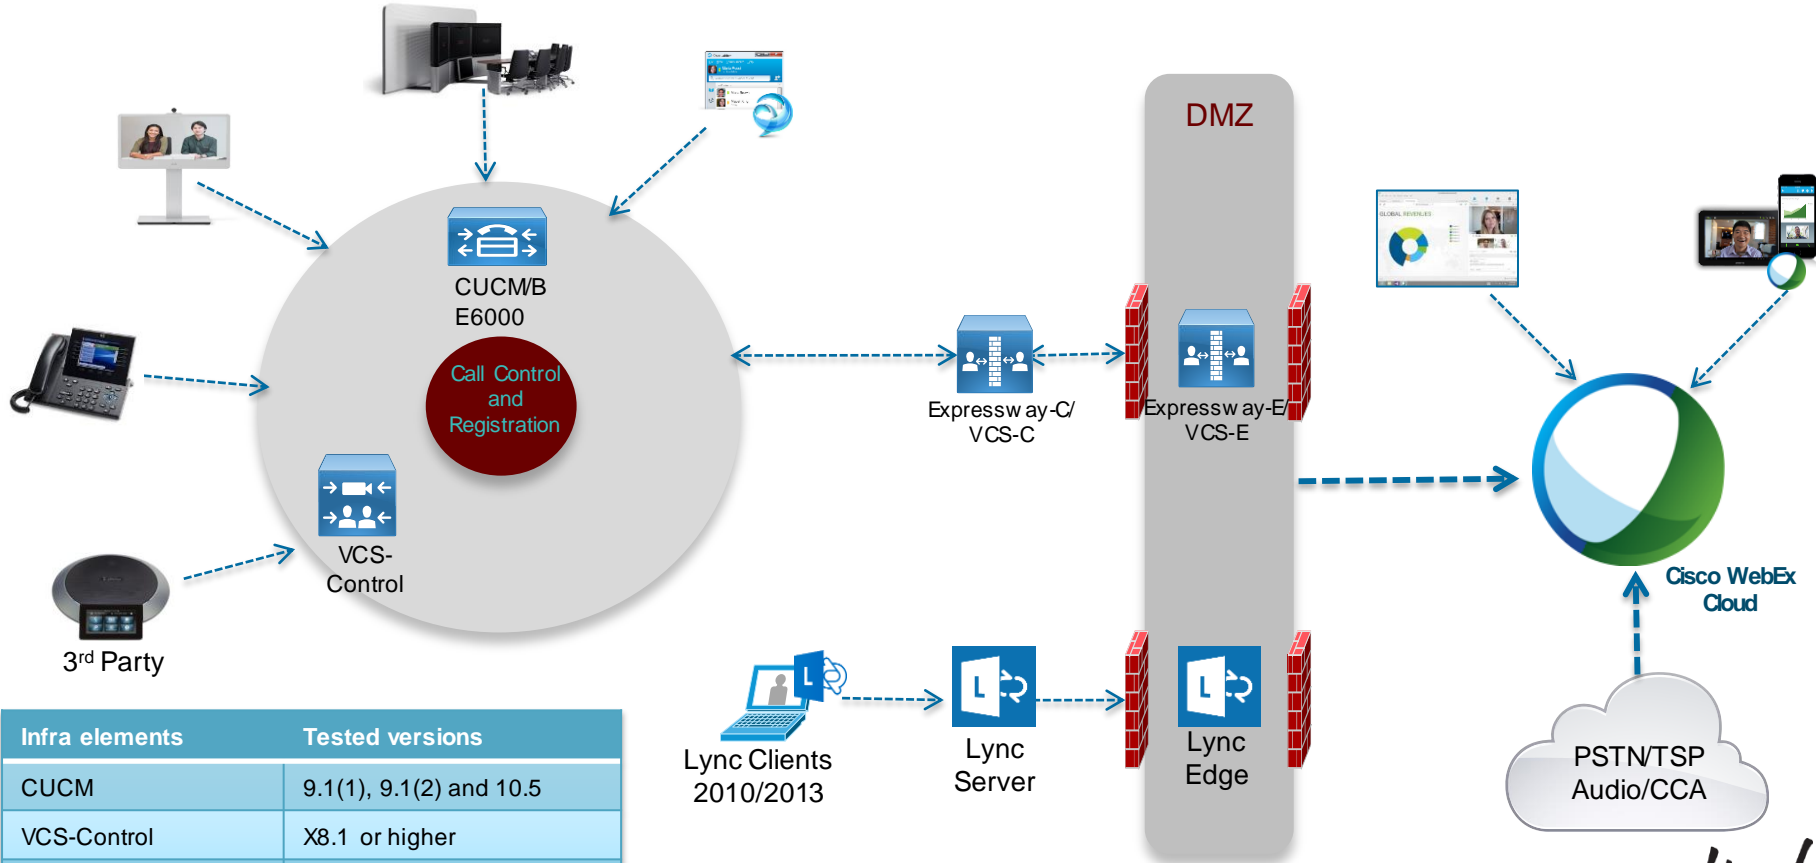 DMZ
GLOBAL REVENUES
CUCM/B
E6000
Call Control
and
Registration
Expressway-C/
VCS-C
Expressway-E/
VCS-E
VCS-
Control
3rd Party
Cisco WebEx
Cloud
L
L
L
Lync Clients
2010/2013
Lync
Server
Lync
Edge
PSTN/TSP
Audio/CCA
Infra elements Tested versions
CUCM 9.1(1), 9.1(2) and 10.5
VCS-Control X8.1 or higher